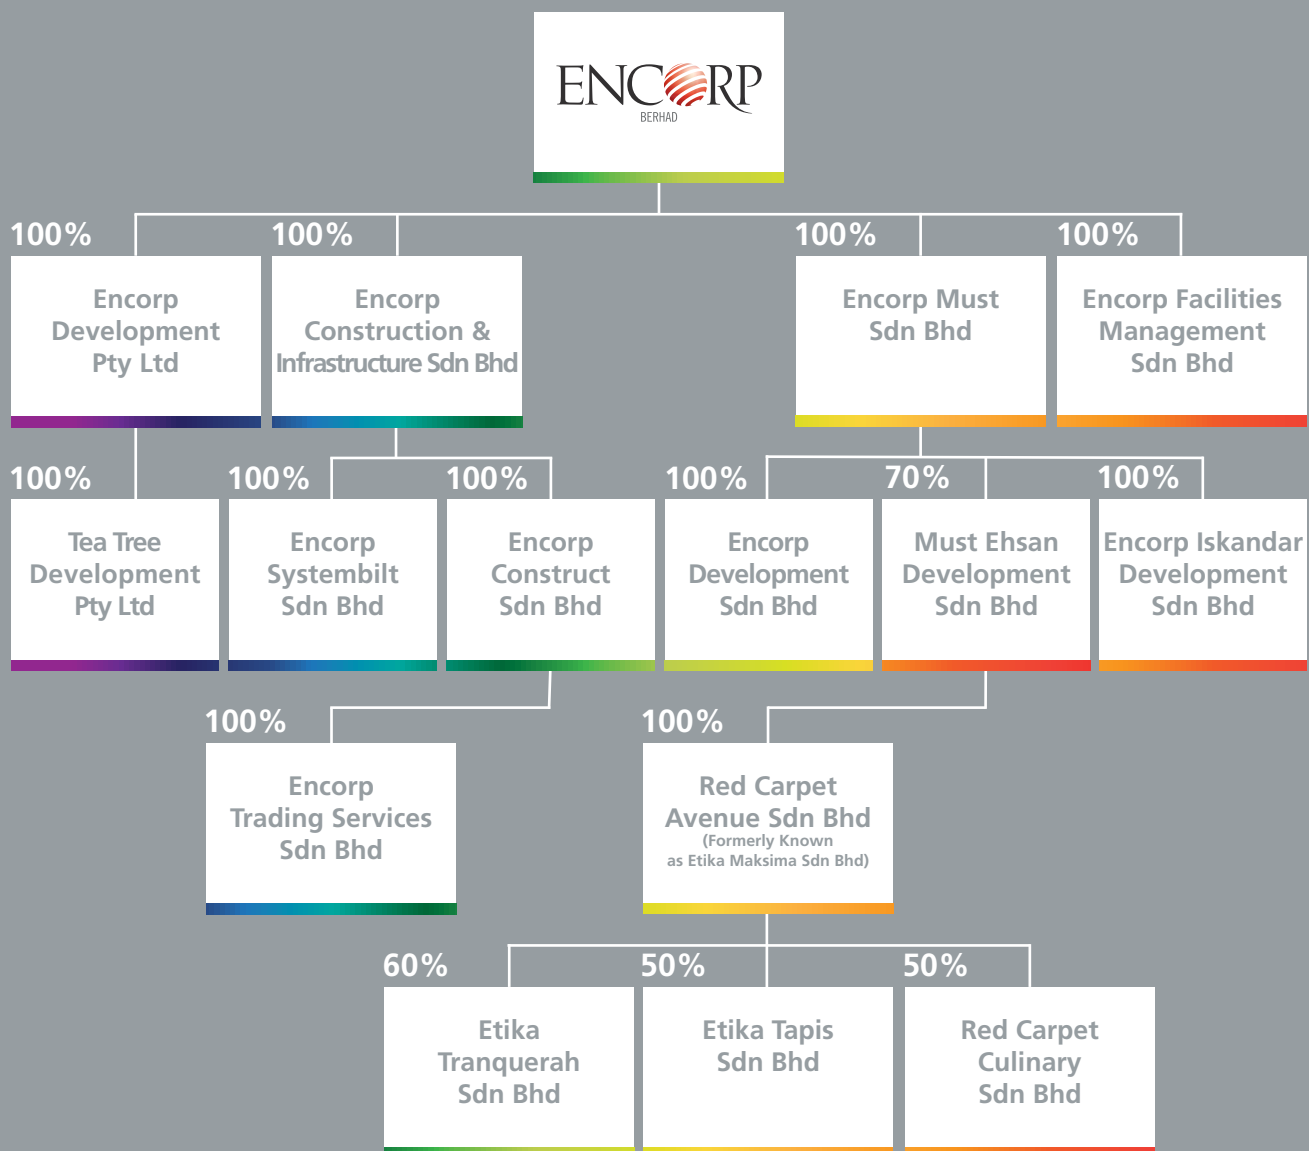 ENCORP
BERHAD
100%
100%
100%
100%
Encorp
Development
Pty Ltd
Encorp
Construction &
Infrastructure Sdn Bhd
Encorp Must
Sdn Bhd
Encorp Facilities
Management
Sdn Bhd
100%
100%
100%
100%
70%
100%
Tea Tree
Development
Pty Ltd
Encorp
Systembilt
Sdn Bhd
Encorp
Construct
Sdn Bhd
Encorp
Development
Sdn Bhd
Must Ehsan
Development
Sdn Bhd
Encorp Iskandar
Development
Sdn Bhd
100%
100%
Encorp
Trading Services
Sdn Bhd
Red Carpet
Avenue Sdn Bhd
(Formerly Known
as Etika Maksima Sdn Bhd)
60%
50%
50%
Etika
Tranquerah
Sdn Bhd
Etika Tapis
Sdn Bhd
Red Carpet
Culinary
Sdn Bhd